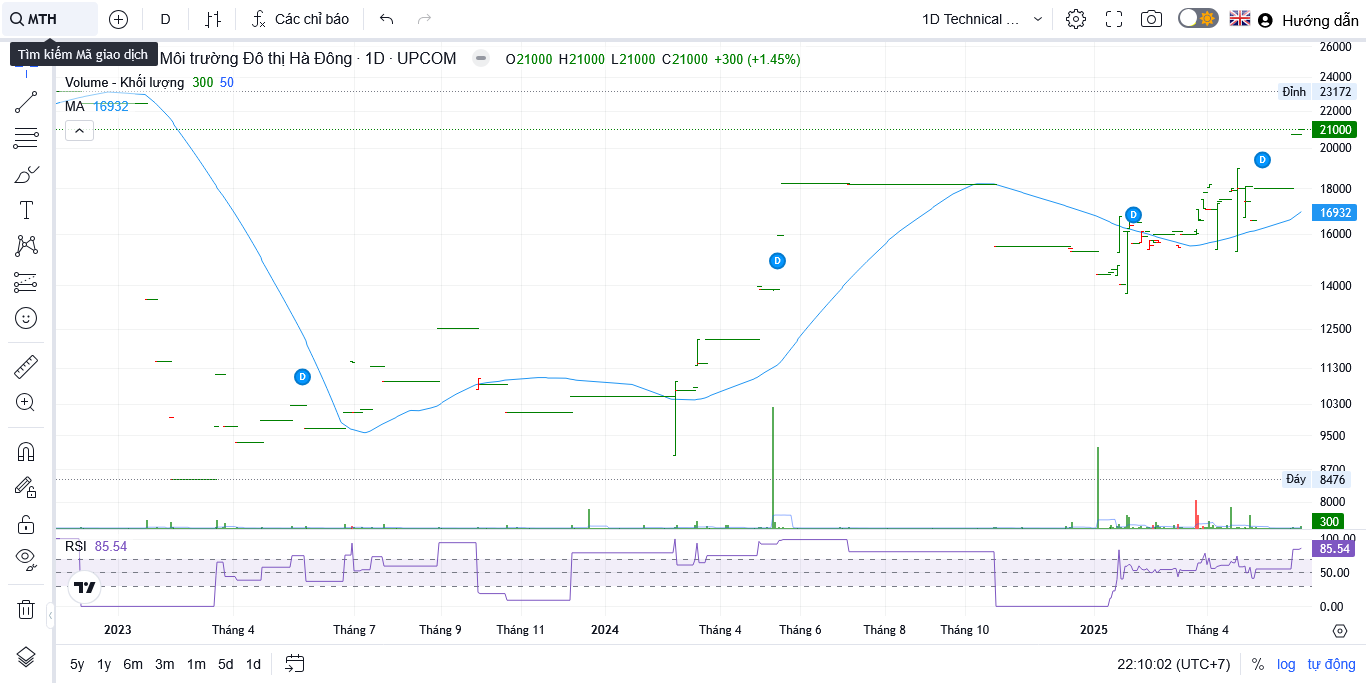 MTH D Các chỉ báo 1D Technical ... Hướng dẫn
Tìm kiếm Mã giao dịch
Môi trường Đô thị Hà Đông · 1D · UPCOM O21000 H21000 L21000 C21000 +300 (+1.45%)
Volume - Khối lượng 300 50
MA 16932
26000
24000
Đỉnh 23172
22000
21000
20000
D
18000
D
16932
16000
D
14000
12500
11300
D
10300
9500
8700
Đáy 8476
8000
300
RSI 85.54
100.00
85.54
50.00
0.00
2023 Tháng 4 Tháng 7 Tháng 9 Tháng 11 2024 Tháng 4 Tháng 6 Tháng 8 Tháng 10 2025 Tháng 4
5y 1y 6m 3m 1m 5d 1d 22:10:02 (UTC+7) % log tự động